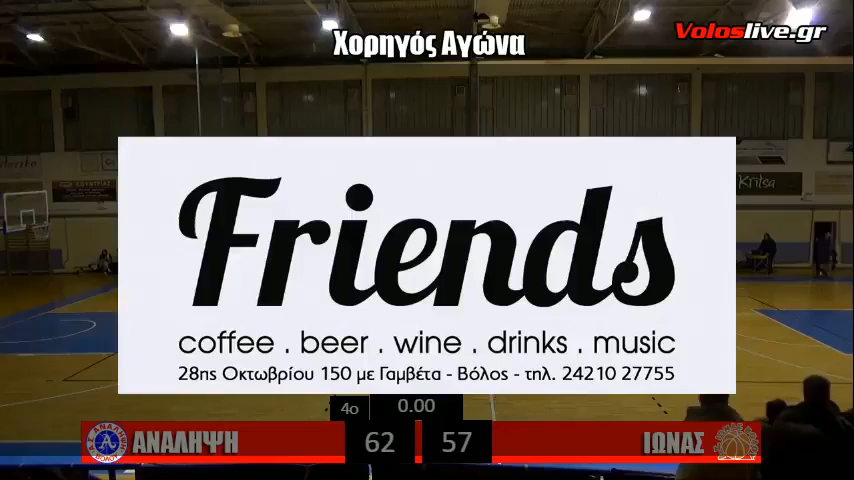 Χορηγός Αγώνα
Voloslive.gr
Kritsa
Friends
coffee . beer . wine . drinks . music
28ης Οκτωβρίου 150 με Γαμβέτα - Βόλος - τηλ. 24210 27755
4ο 0.00
ΑΝΑΛΗΨΗ 62 57 ΙΩΝΑΣ